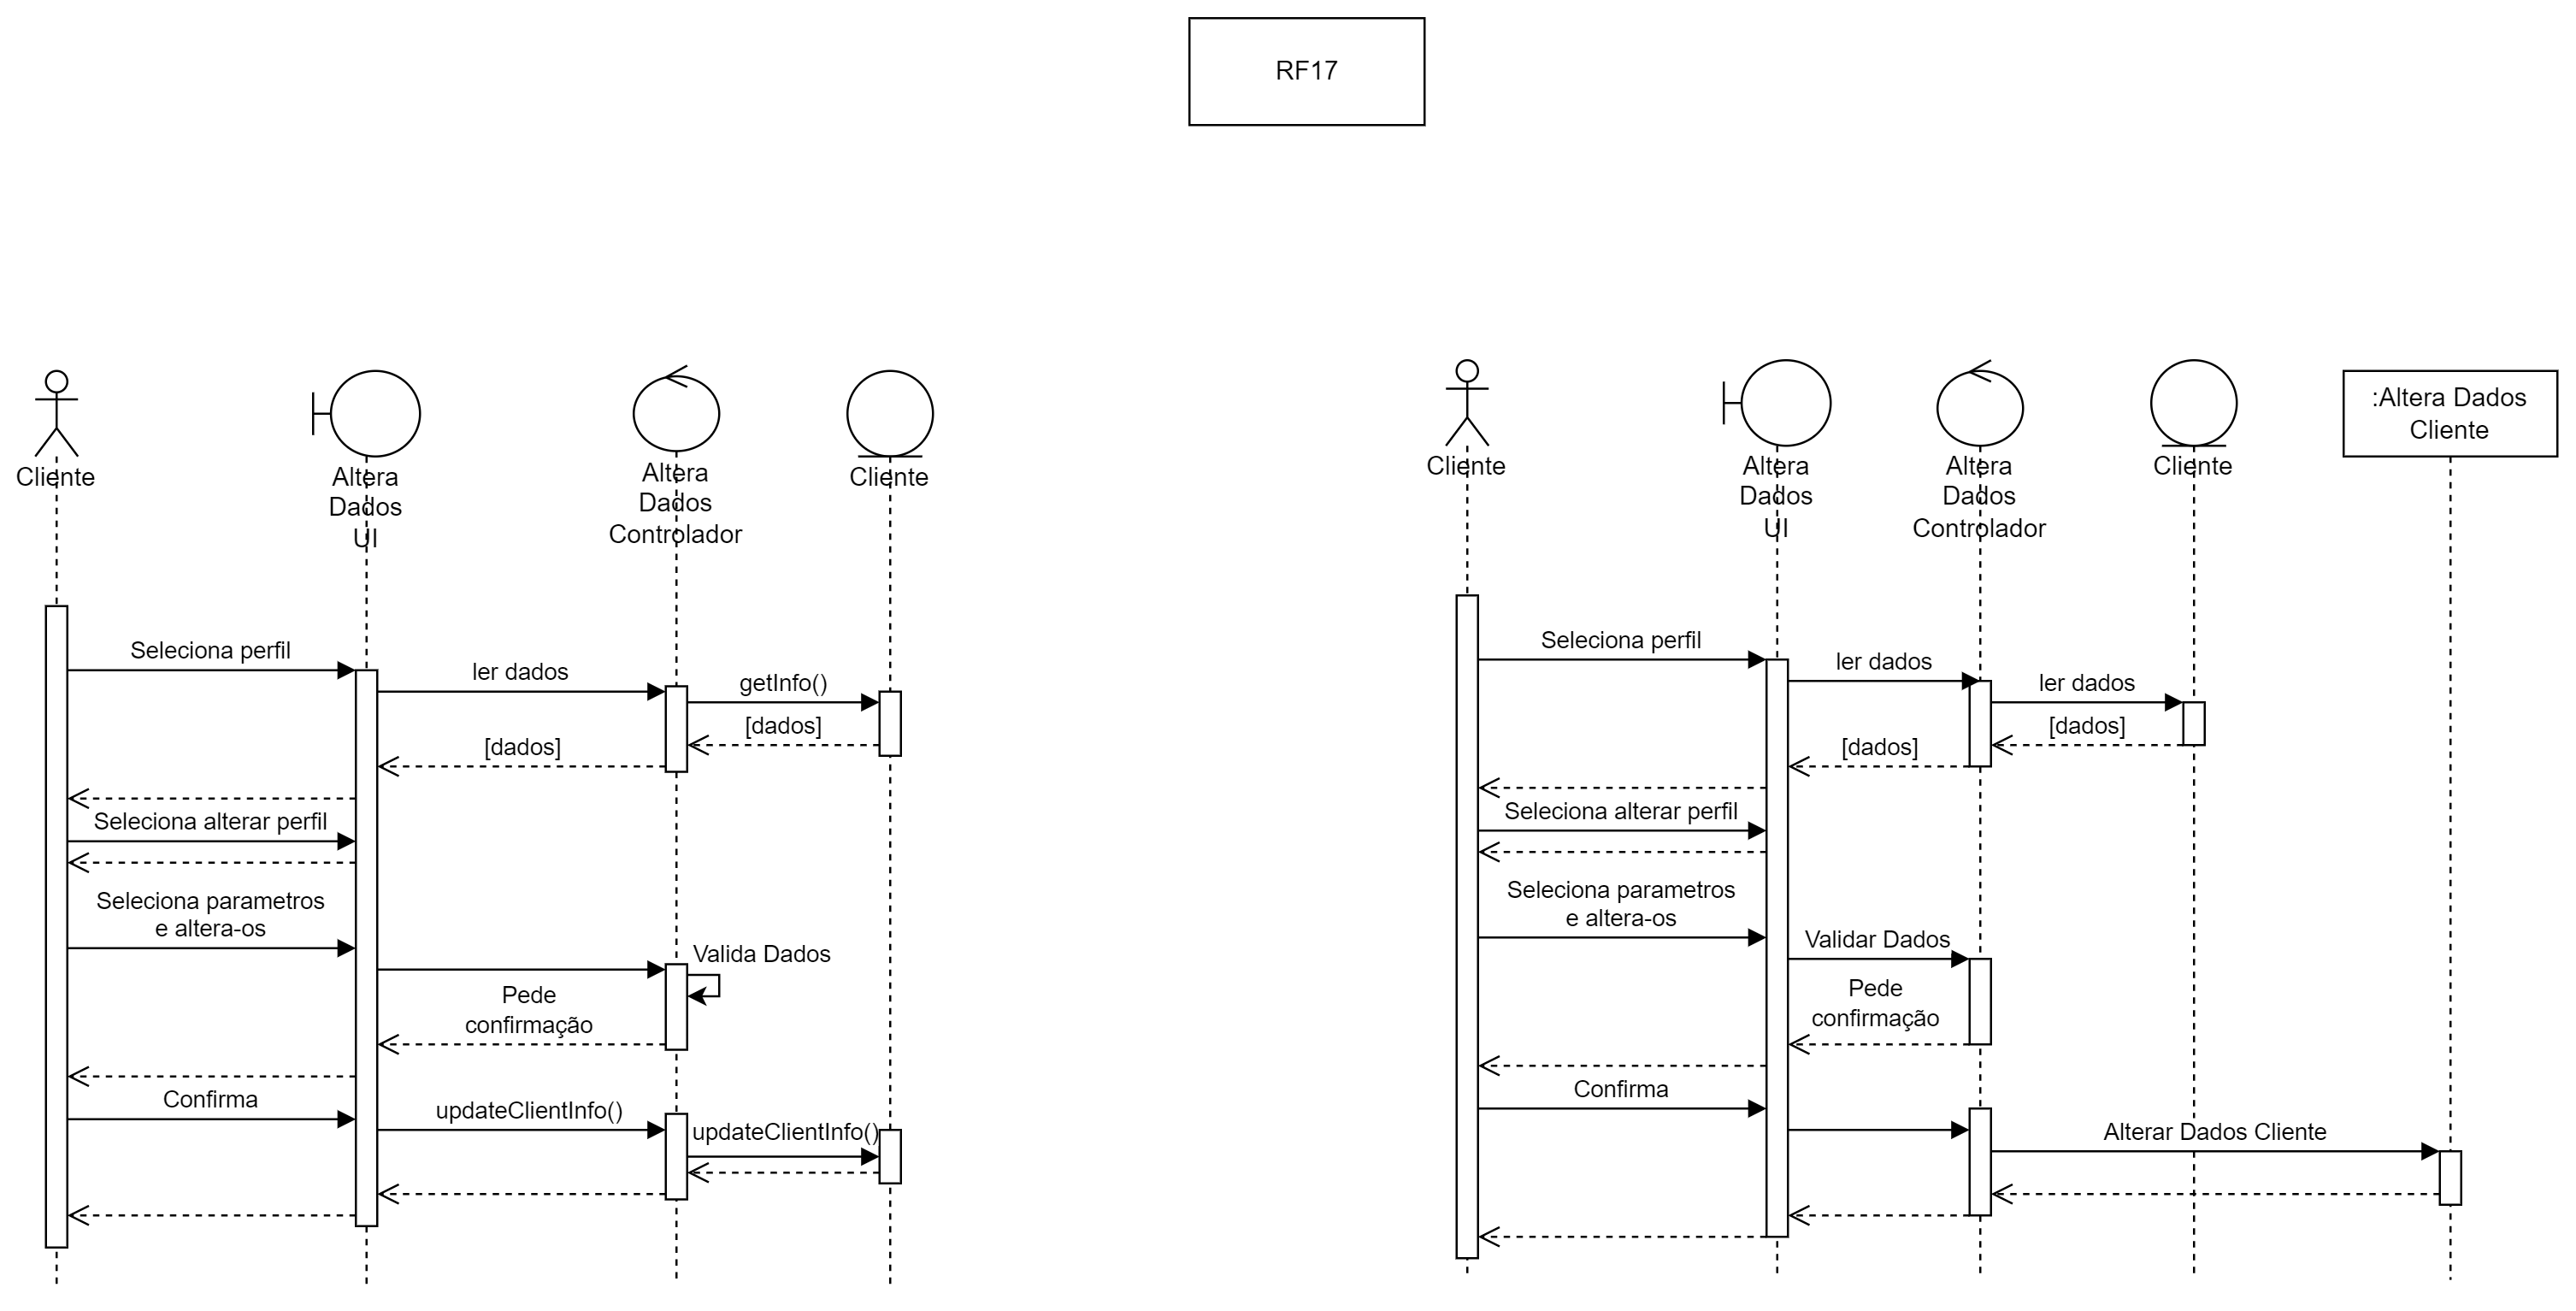 RF17
Cliente
Altera
Dados
UI
Altera
Dados
Controlador
Cliente
Seleciona perfil
ler dados
getInfo()
[dados]
[dados]
Seleciona alterar perfil
Seleciona parametros
e altera-os
Valida Dados
Pede
confirmação
Confirma
updateClientInfo()
updateClientInfo()
Cliente
Altera
Dados
UI
Altera
Dados
Controlador
Cliente
:Altera Dados
Cliente
Seleciona perfil
ler dados
ler dados
[dados]
[dados]
Seleciona alterar perfil
Seleciona parametros
e altera-os
Validar Dados
Pede
confirmação
Confirma
Alterar Dados Cliente